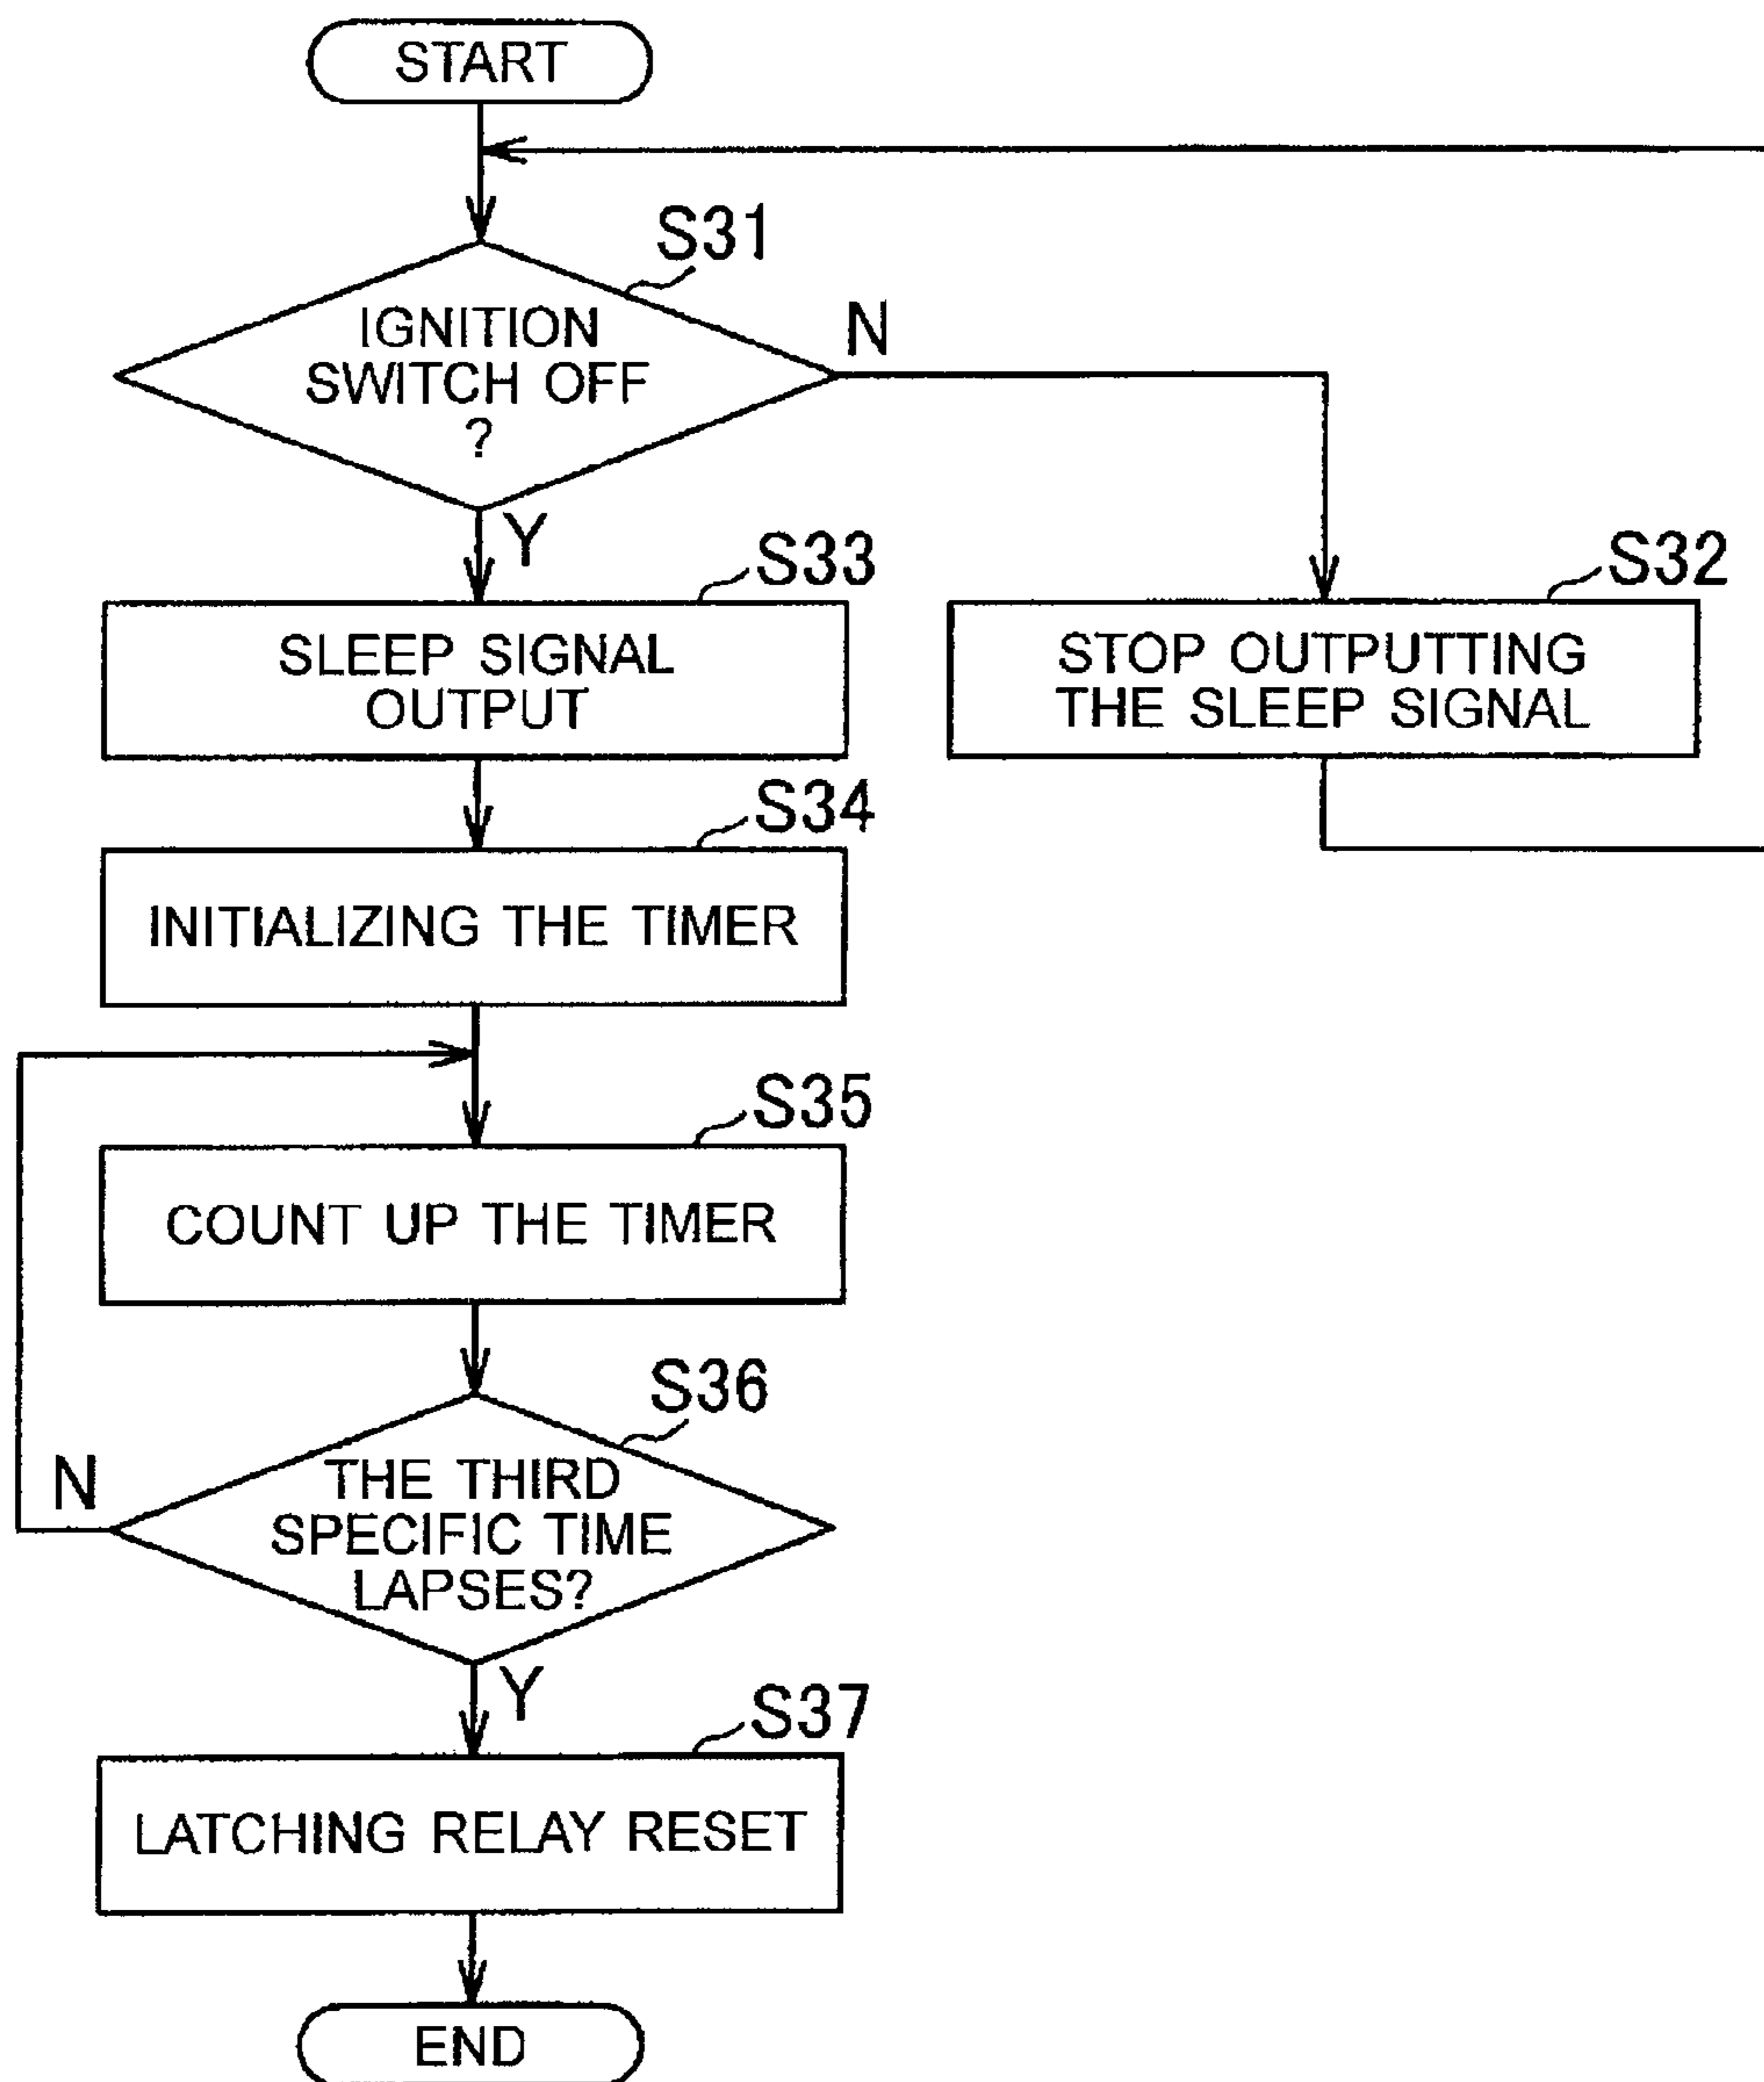 START
S31
IGNITION
SWITCH OFF
?
N
Y
S33
SLEEP SIGNAL
OUTPUT
S32
STOP OUTPUTTING
THE SLEEP SIGNAL
S34
INITIALIZING THE TIMER
S35
COUNT UP THE TIMER
S36
THE THIRD
SPECIFIC TIME
LAPSES?
N
Y
S37
LATCHING RELAY RESET
END